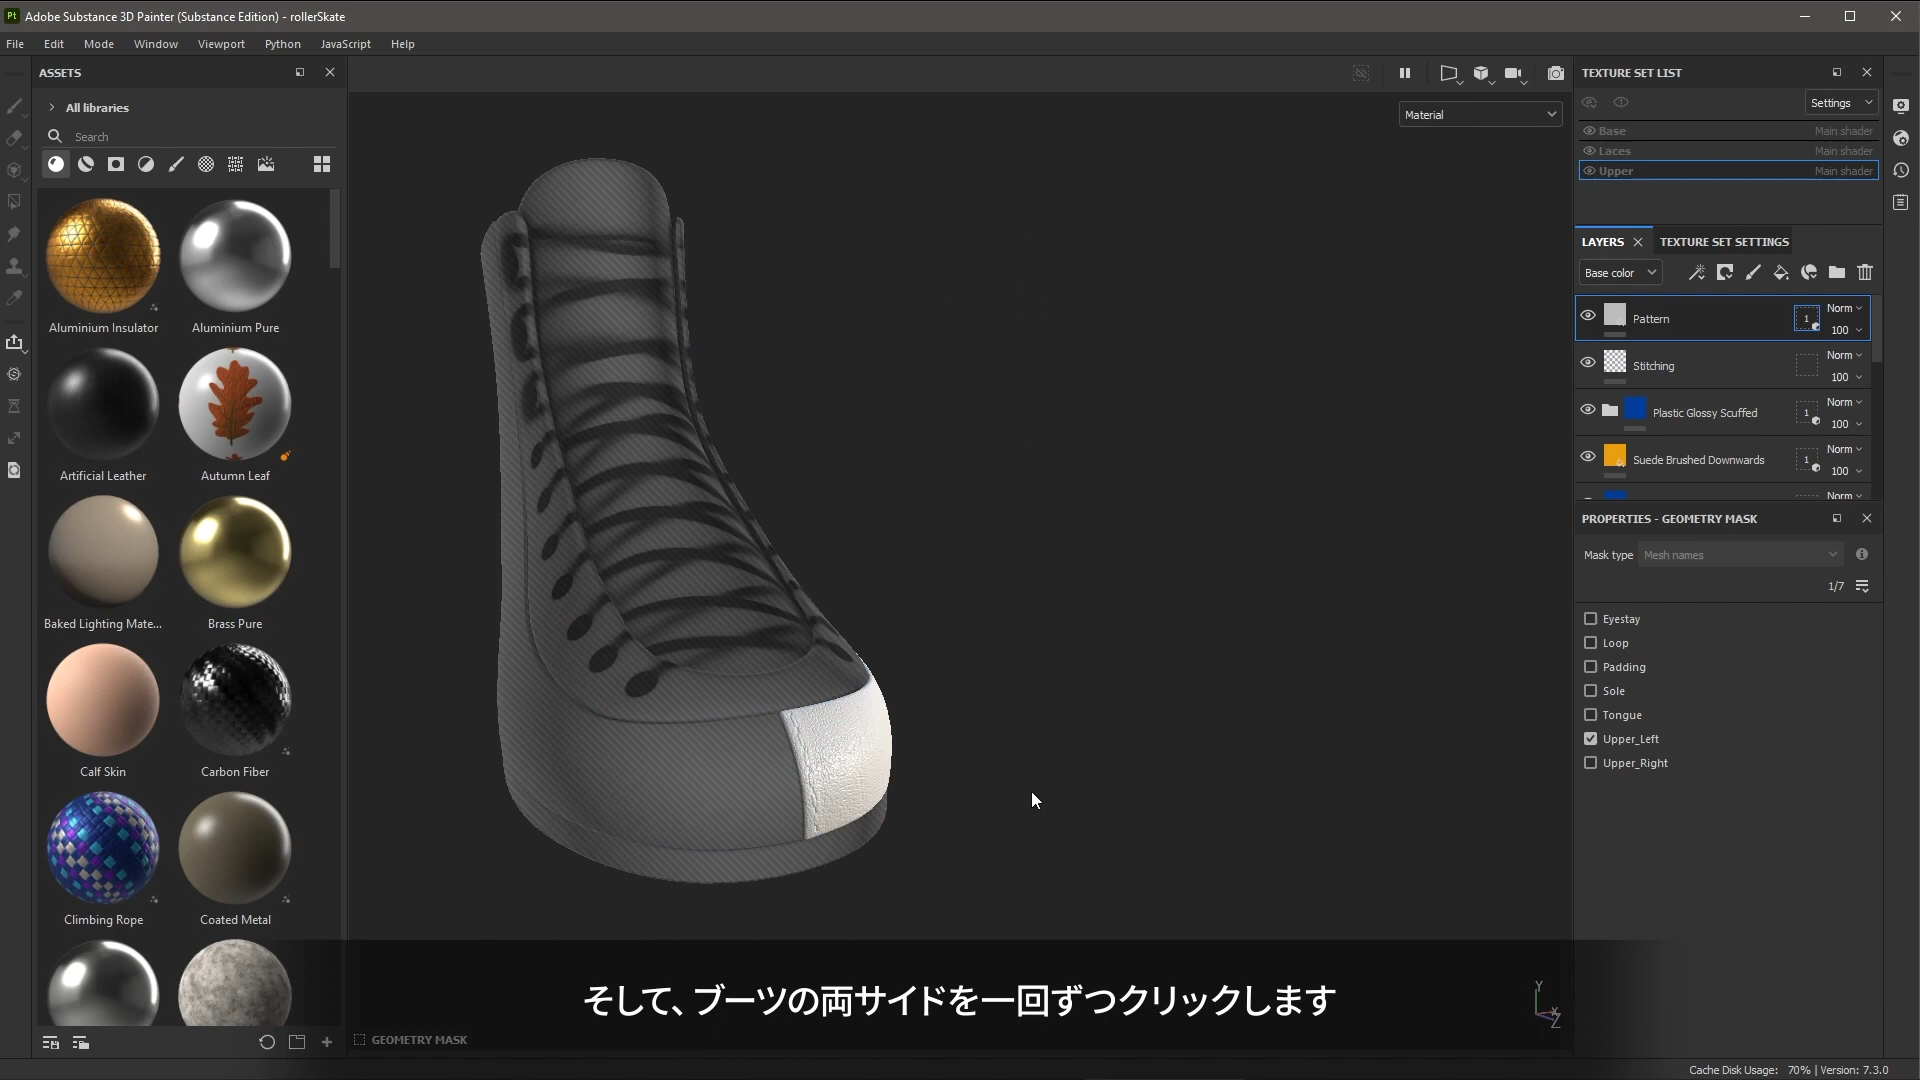 Pt Adobe Substance 3D Painter (Substance Edition) - rollerSkate
File Edit Mode Window Viewport Python JavaScript Help
ASSETS
All libraries
Search
Aluminium Insulator
Aluminium Pure
Artificial Leather
Autumn Leaf
Baked Lighting Mate...
Brass Pure
Calf Skin
Carbon Fiber
Climbing Rope
Coated Metal
Material
GEOMETRY MASK
そして、ブーツの両サイドを一回ずつクリックします
Y
X
Z
TEXTURE SET LIST
Settings
Base Main shader
Laces Main shader
Upper Main shader
LAYERS
TEXTURE SET SETTINGS
Base color
Pattern 1 Norm
100
Stitching Norm
100
Plastic Glossy Scuffed 1 Norm
100
Suede Brushed Downwards 1 Norm
100
Norm
PROPERTIES - GEOMETRY MASK
Mask type Mesh names
1/7
Eyestay
Loop
Padding
Sole
Tongue
Upper_Left
Upper_Right
Cache Disk Usage: 70% | Version: 7.3.0